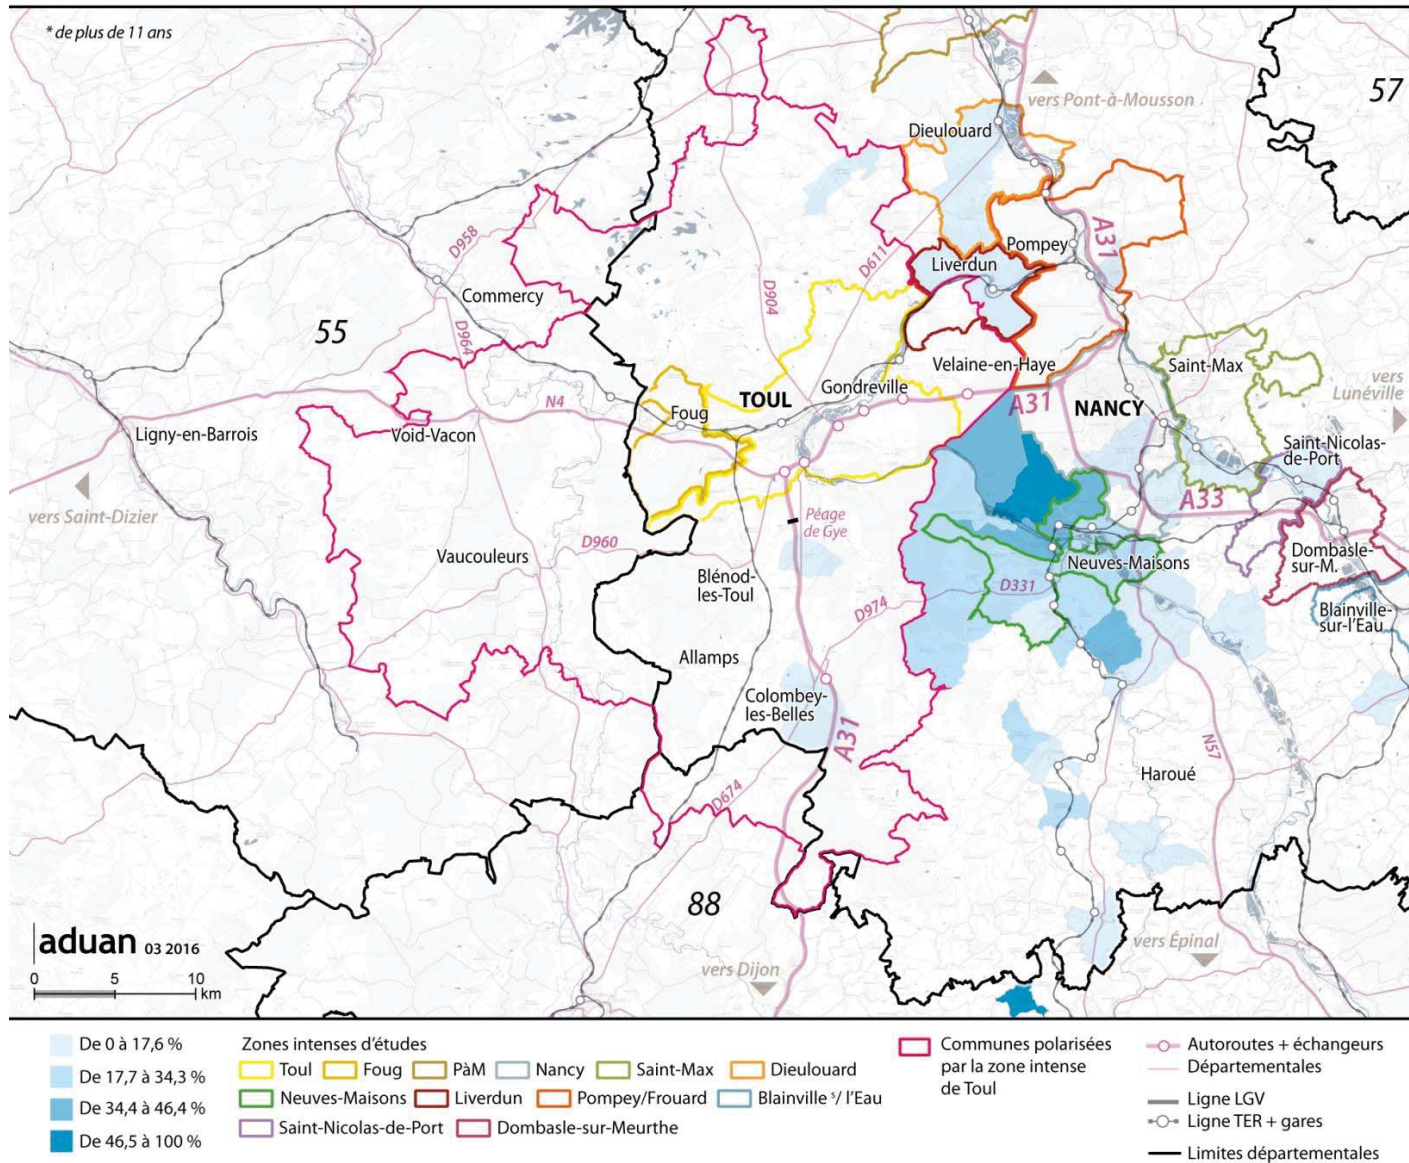 * de plus de 11 ans
57
vers Pont-à-Mousson
Dieulouard
A31
D958
Pompey
D611
Liverdun
Commercy
D904
55
D964
Velaine-en-Haye
Saint-Max
vers
Lunéville
Gondreville
TOUL
A31
NANCY
N4
Foug
Ligny-en-Barrois
Void-Vacon
Saint-Nicolas-
de-Port
A33
vers Saint-Dizier
Péage
de Gye
D960
Vaucouleurs
Neuves-Maisons
Dombasle-
sur-M.
Blénod-
les-Toul
D331
D974
Blainville-
sur-l'Eau
Allamps
Colombey-
les-Belles
A31
N57
Haroué
D674
88
aduan 03 2016
vers Épinal
vers Dijon
0 5 10
km
De 0 à 17,6 %
De 17,7 à 34,3 %
De 34,4 à 46,4 %
De 46,5 à 100 %
Zones intenses d'études
Toul Foug PàM Nancy Saint-Max Dieulouard
Neuves-Maisons Liverdun Pompey/Frouard Blainville s/ l'Eau
Saint-Nicolas-de-Port Dombasle-sur-Meurthe
Communes polarisées
par la zone intense
de Toul
Autoroutes + échangeurs
Départementales
Ligne LGV
Ligne TER + gares
Limites départementales